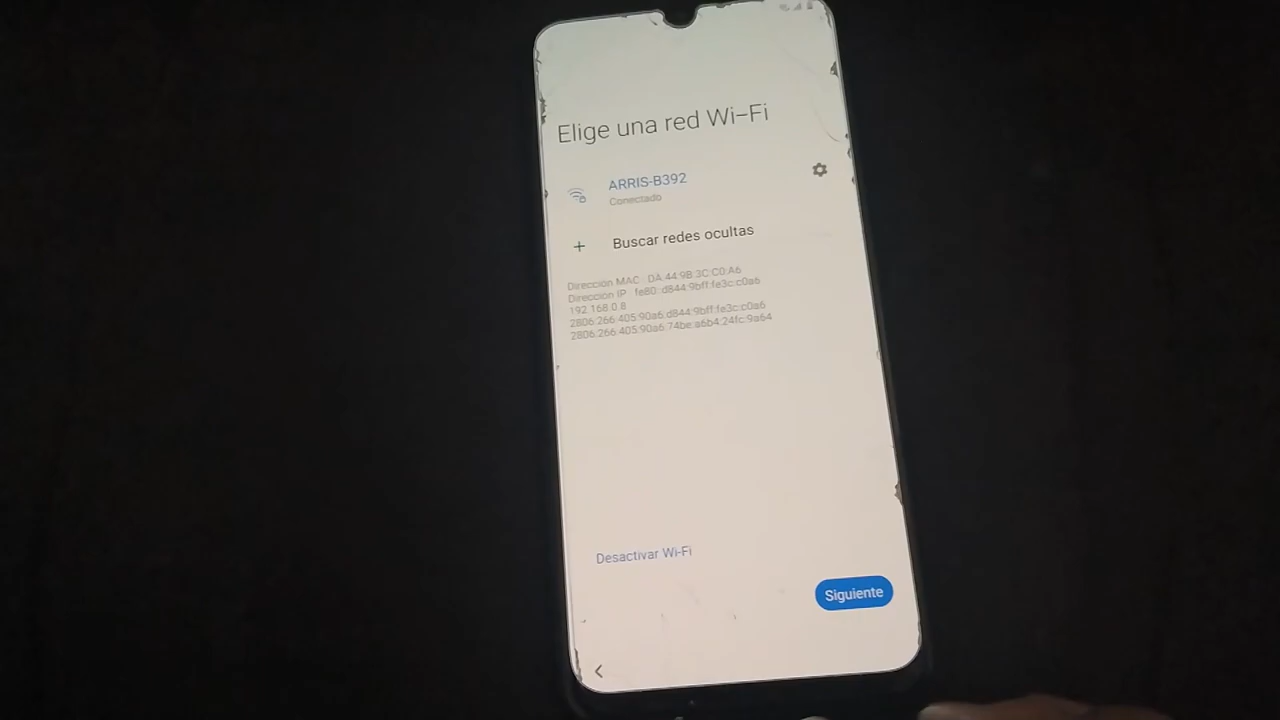 Elige una red Wi-Fi
ARRIS-B392
Conectado
Buscar redes ocultas
Dirección MAC DA:44:9B:3C:C0:A6
Dirección IP fe80::d844:9bff:fe3c:c0a6
192.168.0.8
2806:266:405:90a6:d844:9bff:fe3c:c0a6
2806:266:405:90a6:74be:a6b4:24fc:9a64
Desactivar Wi-Fi
Siguiente